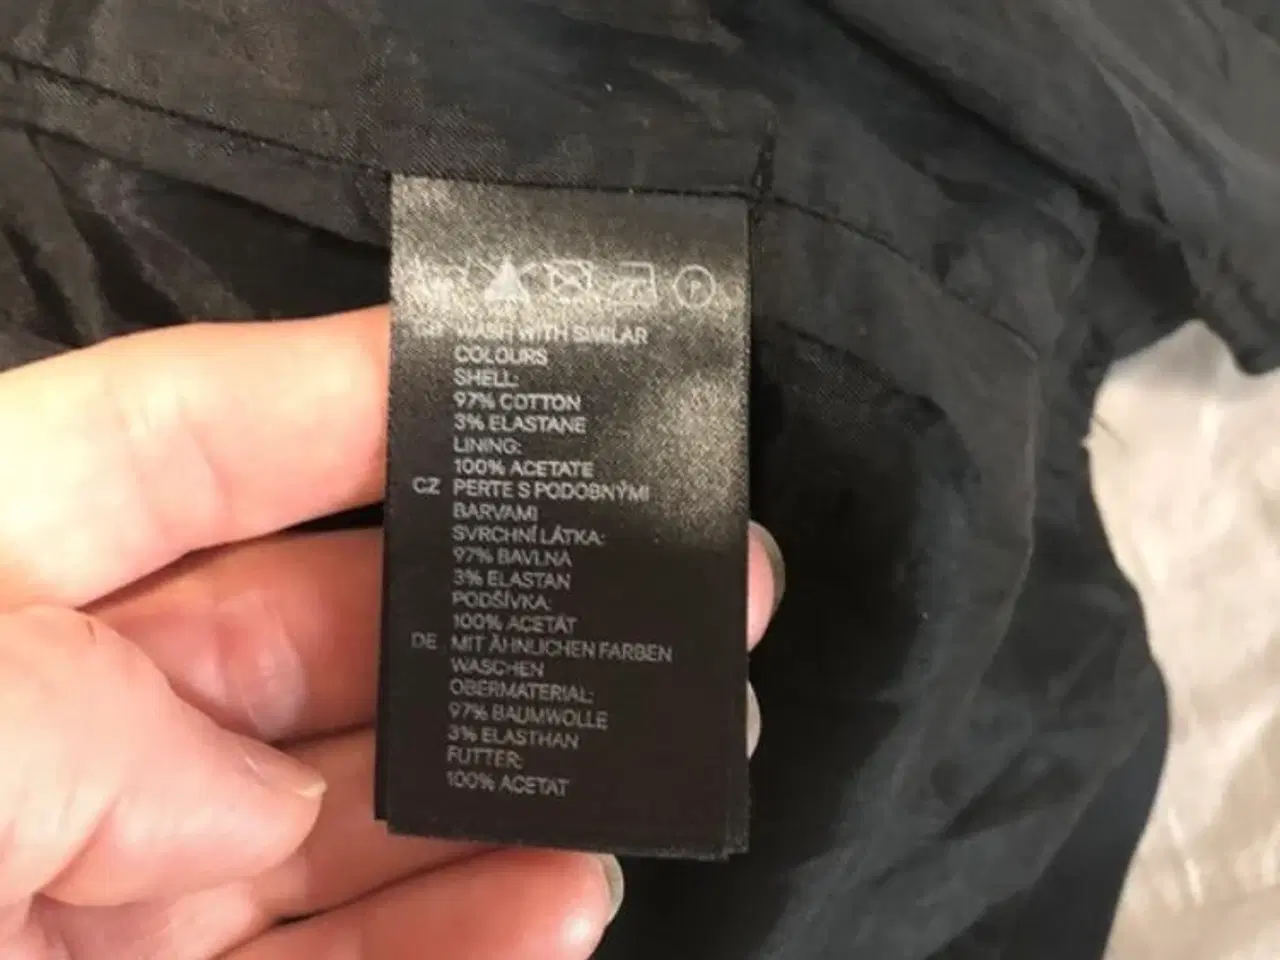 P
GB WASH WITH SIMILAR
COLOURS
SHELL:
97% COTTON
3% ELASTANE
LINING:
100% ACETATE
CZ PERTE S PODOBNÝMI
BARVAMI
SVRCHNÍ LÁTKA:
97% BAVLNA
3% ELASTAN
PODŠÍVKA:
100% ACETÁT
DE MIT ÄHNLICHEN FARBEN
WASCHEN
OBERMATERIAL:
97% BAUMWOLLE
3% ELASTHAN
FUTTER:
100% ACETAT